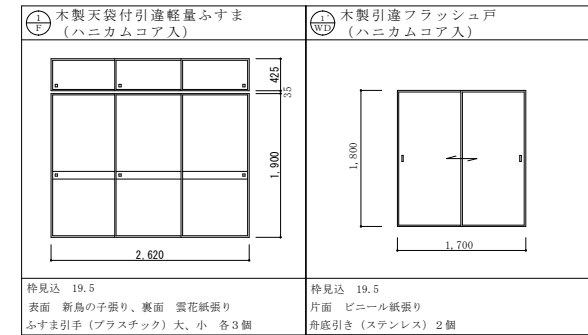 1
F
木製天袋付引違軽量ふすま
(ハニカムコア入)
425
35
1,900
2,620
枠見込 19.5
表面 新鳥の子張り、裏面 雲花紙張り
ふすま引手 (プラスチック) 大、小 各3個
1'
WD
木製引違フラッシュ戸
(ハニカムコア入)
1,800
1,700
枠見込 19.5
片面 ビニール紙張り
舟底引き (ステンレス) 2個